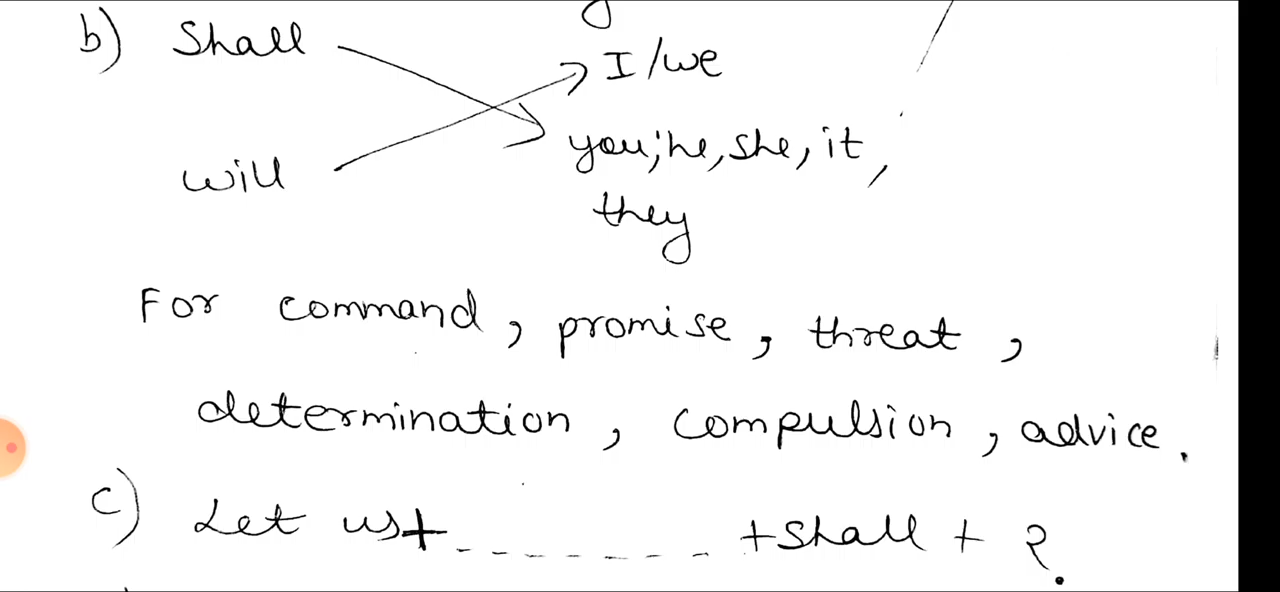 b) Shall
I/we
you, he, she, it,
will
they
For command, promise, threat,
determination, compulsion, advice.
c) Let us + - - - - - - - + shall + ?